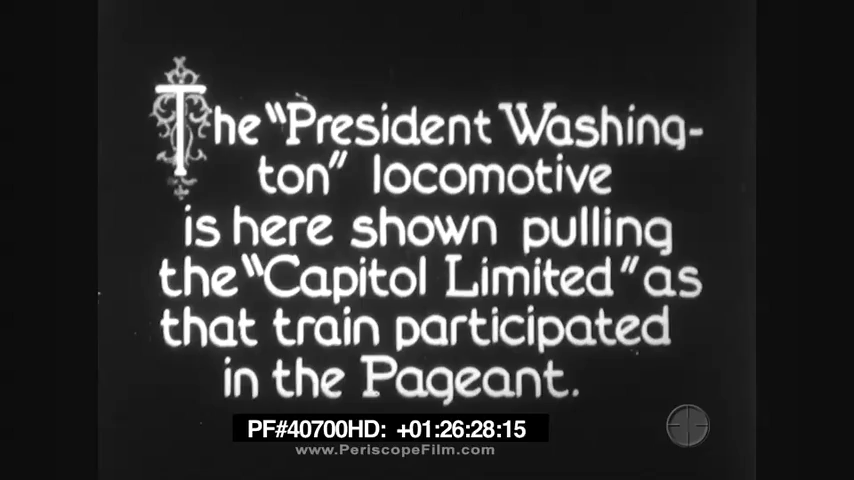 The "President Washing-
ton" locomotive
is here shown pulling
the "Capitol Limited" as
that train participated
in the Pageant.
PF#40700HD: +01:26:28:15
www.PeriscopeFilm.com